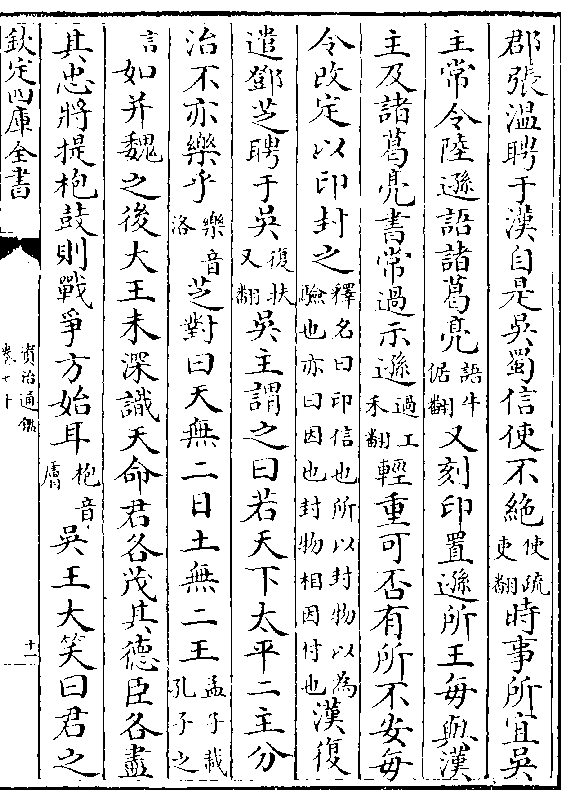 郡張溫聘于漢自是吳蜀信使不絶使疏吏翻時事所宜吳
主常令陸遜語諸葛亮語牛倨翻又刻印置遜所王每與漢
主及諸葛亮書常過示遜過工禾翻輕重可否有所不安每
令改定以印封之釋名曰印信也所以封物以為驗也亦曰因也封物相因付也漢復
遣鄧芝聘于吳復扶又翻吳主謂之曰若天下太平二主分
治不亦樂乎樂音洛芝對曰天無二日土無二王孟子載孔子之
言如并魏之後大王未深識天命君各茂其德臣各盡
其忠將提枹鼓則戰爭方始耳枹音膚吳王大笑曰君之
欽定四庫全書
資治通鑑
卷七十
十一